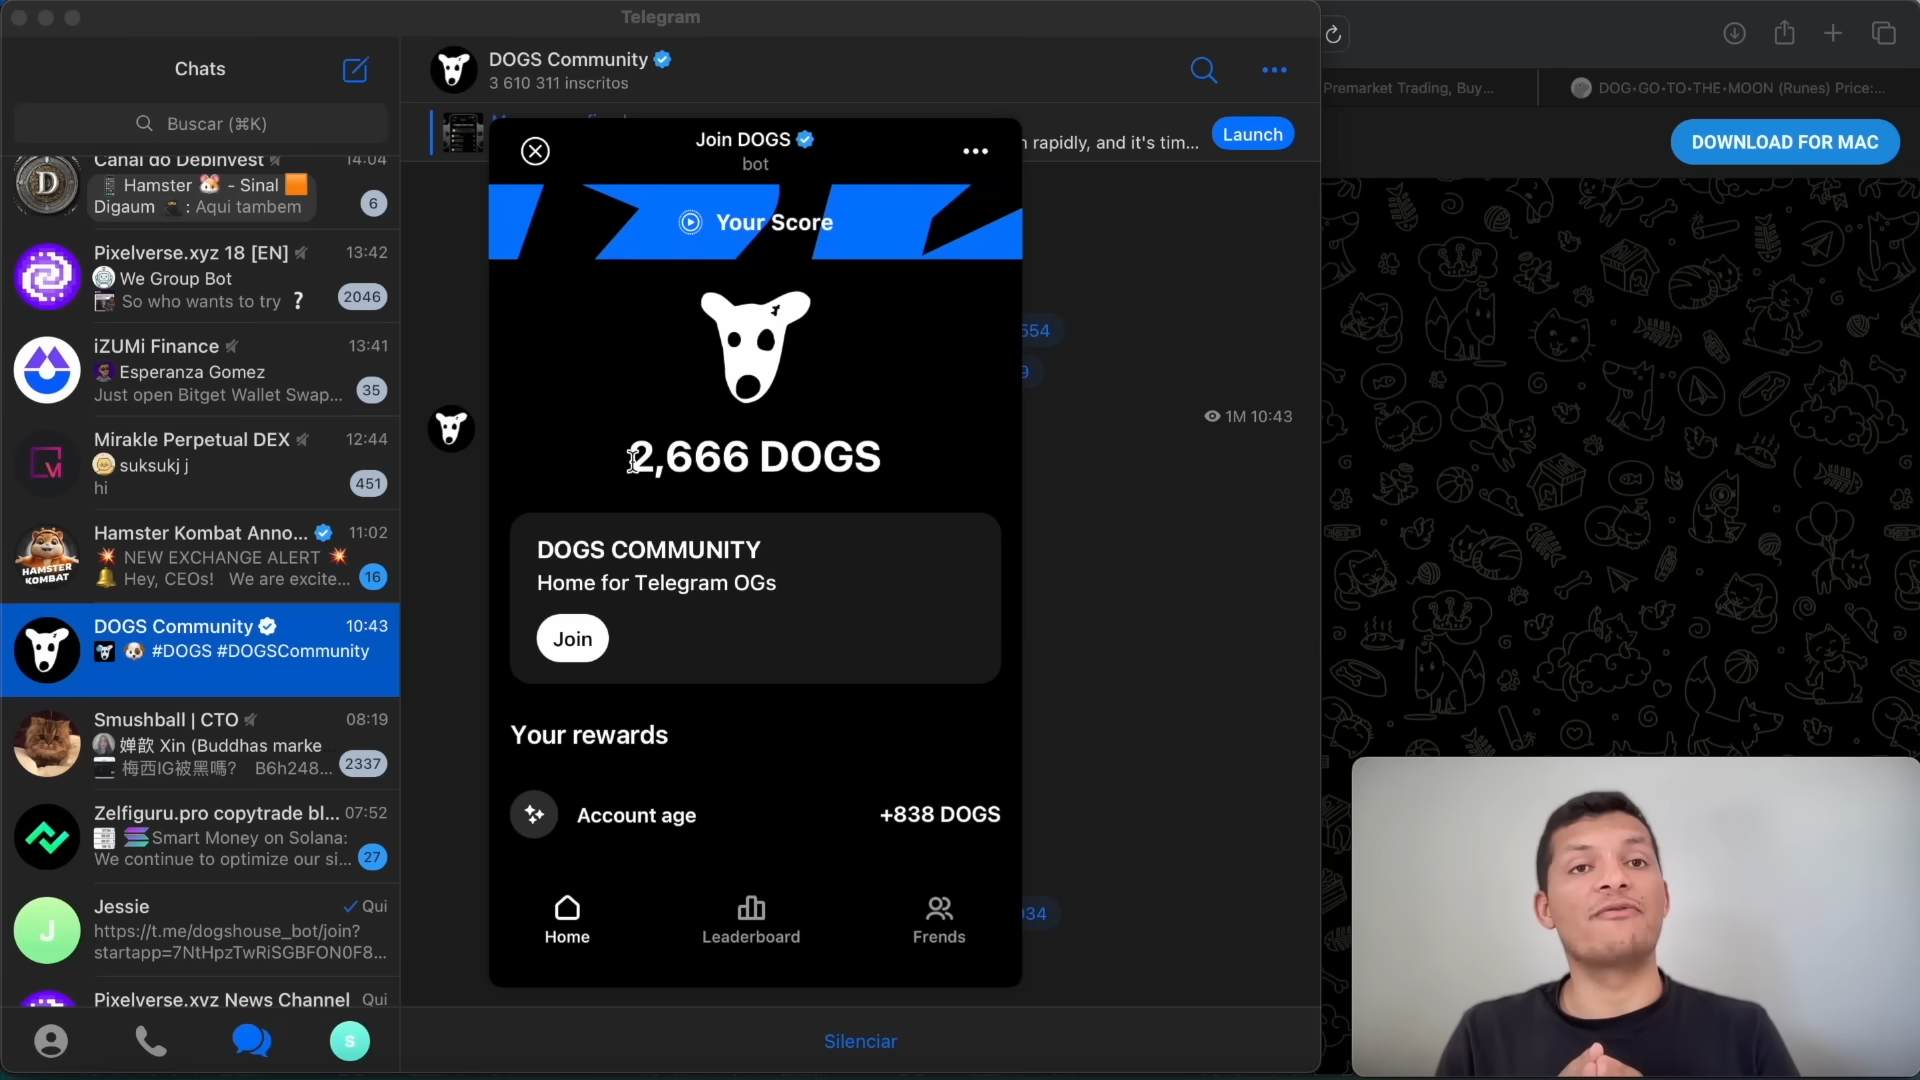 Telegram
Chats
Buscar (⌘K)
Canal do Debinvest 14:04
Hamster - Sinal
Digaum : Aqui tambem 6
Pixelverse.xyz 18 [EN] 13:42
We Group Bot
So who wants to try ? 2046
iZUMi Finance 13:41
Esperanza Gomez
Just open Bitget Wallet Swap... 35
Mirakle Perpetual DEX 12:44
suksukj j
hi 451
HAMSTER KOMBAT
Hamster Kombat Anno... 11:02
NEW EXCHANGE ALERT
Hey, CEOs! We are excite... 16
DOGS Community 10:43
#DOGS #DOGSCommunity
Smushball | CTO 08:19
婵歆 Xin (Buddhas marke
梅西IG被黑嗎? B6h248... 2337
Zelfiguru.pro copytrade bl... 07:52
Smart Money on Solana:
We continue to optimize our si... 27
J
Jessie Qui
https://t.me/dogshouse_bot/join?
startapp=7NtHpzTwRiSGBFON0F8...
Pixelverse.xyz News Channel Qui
S
DOGS Community
3 610 311 inscritos
n rapidly, and it's tim... Launch
Join DOGS
bot
Your Score
2,666 DOGS
DOGS COMMUNITY
Home for Telegram OGs
Join
Your rewards
Account age +838 DOGS
Home Leaderboard Frends
554
9
1M 10:43
934
Silenciar
Premarket Trading, Buy...
DOG•GO•TO•THE•MOON (Runes) Price:...
DOWNLOAD FOR MAC